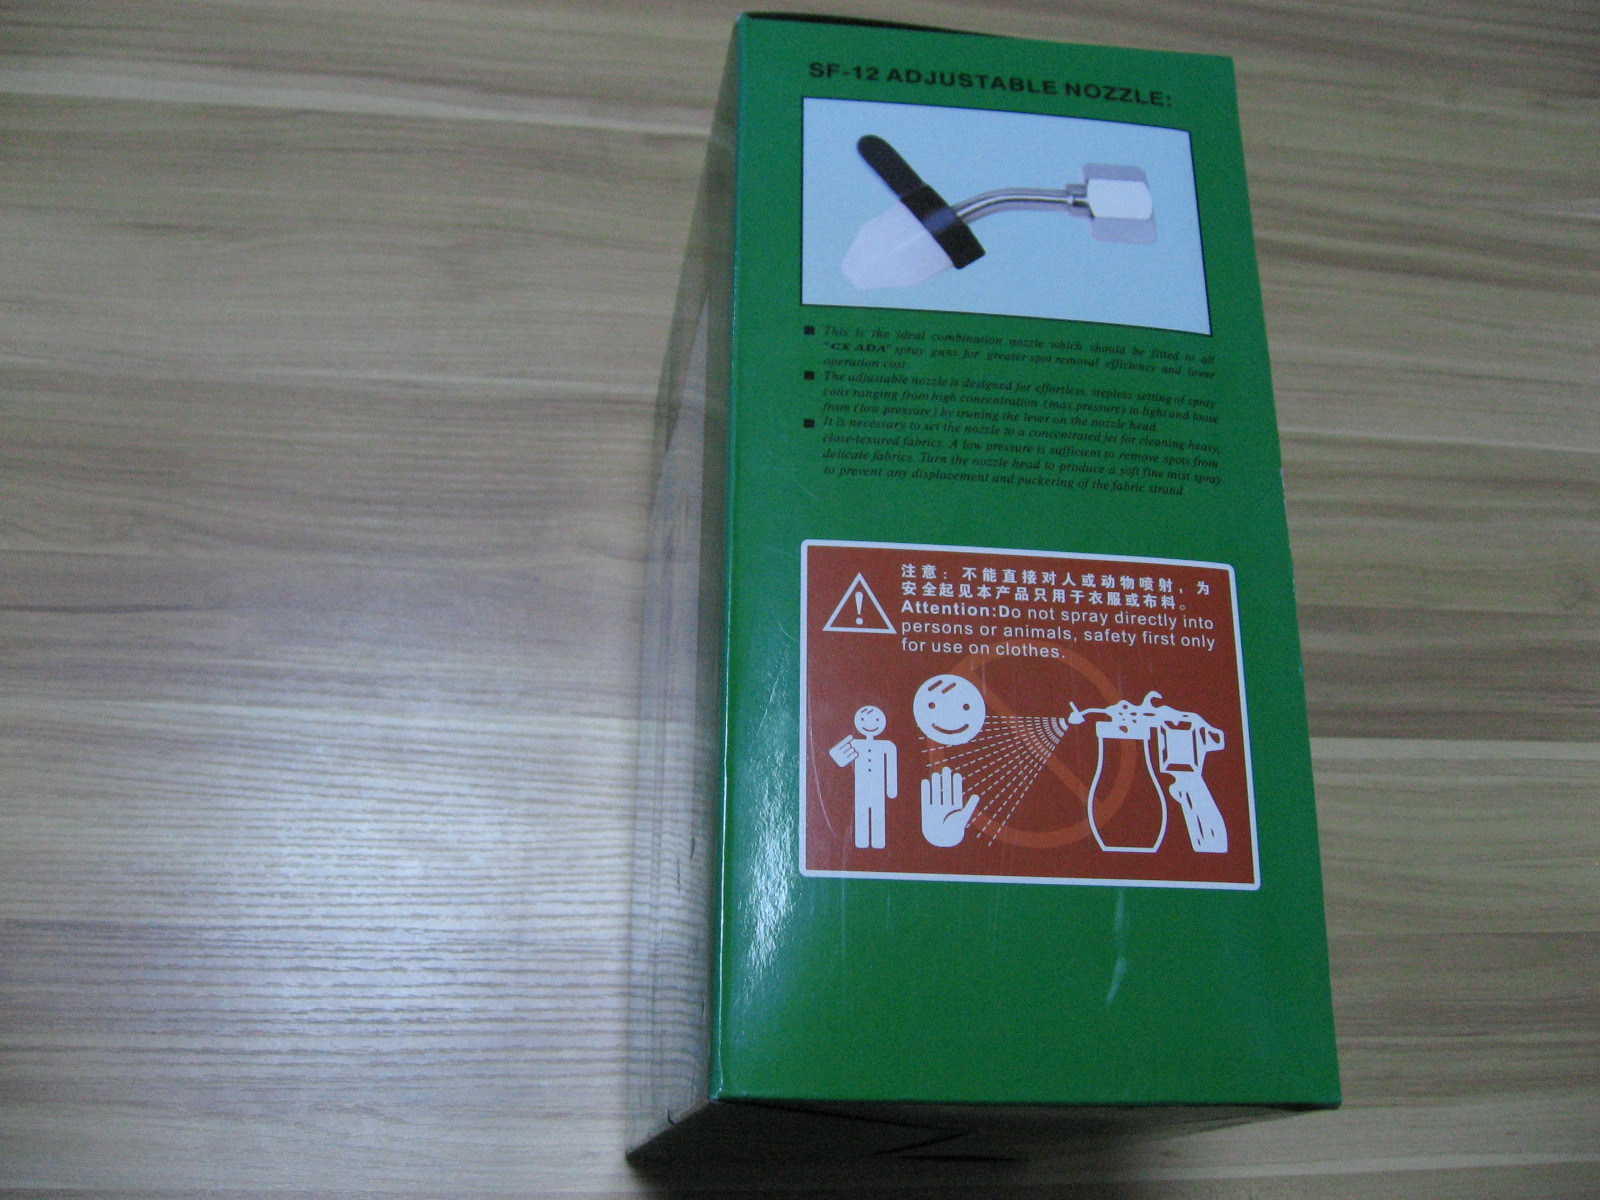 SF-12 ADJUSTABLE NOZZLE:
This is the ideal combination nozzle which should be fitted to all
"CX ADA" spray guns for greater spot removal efficiency and lower
operation cost
The adjustable nozzle is designed for effortless, stepless setting of spray
cons ranging from high concentration (max.pressure) to light and loose
from (low pressure) by truning the lever on the nozzle head.
It is necessary to set the nozzle to a concentrated jet for cleaning heavy,
close-texured fabrics. A low pressure is sufficient to remove spots from
delicate fabrics. Turn the nozzle head to produce a soft fine mist spray
to prevent any displacement and puckering of the fabric strand
注意：不能直接对人或动物喷射，为
安全起见本产品只用于衣服或布料。
Attention:Do not spray directly into
persons or animals, safety first only
for use on clothes.